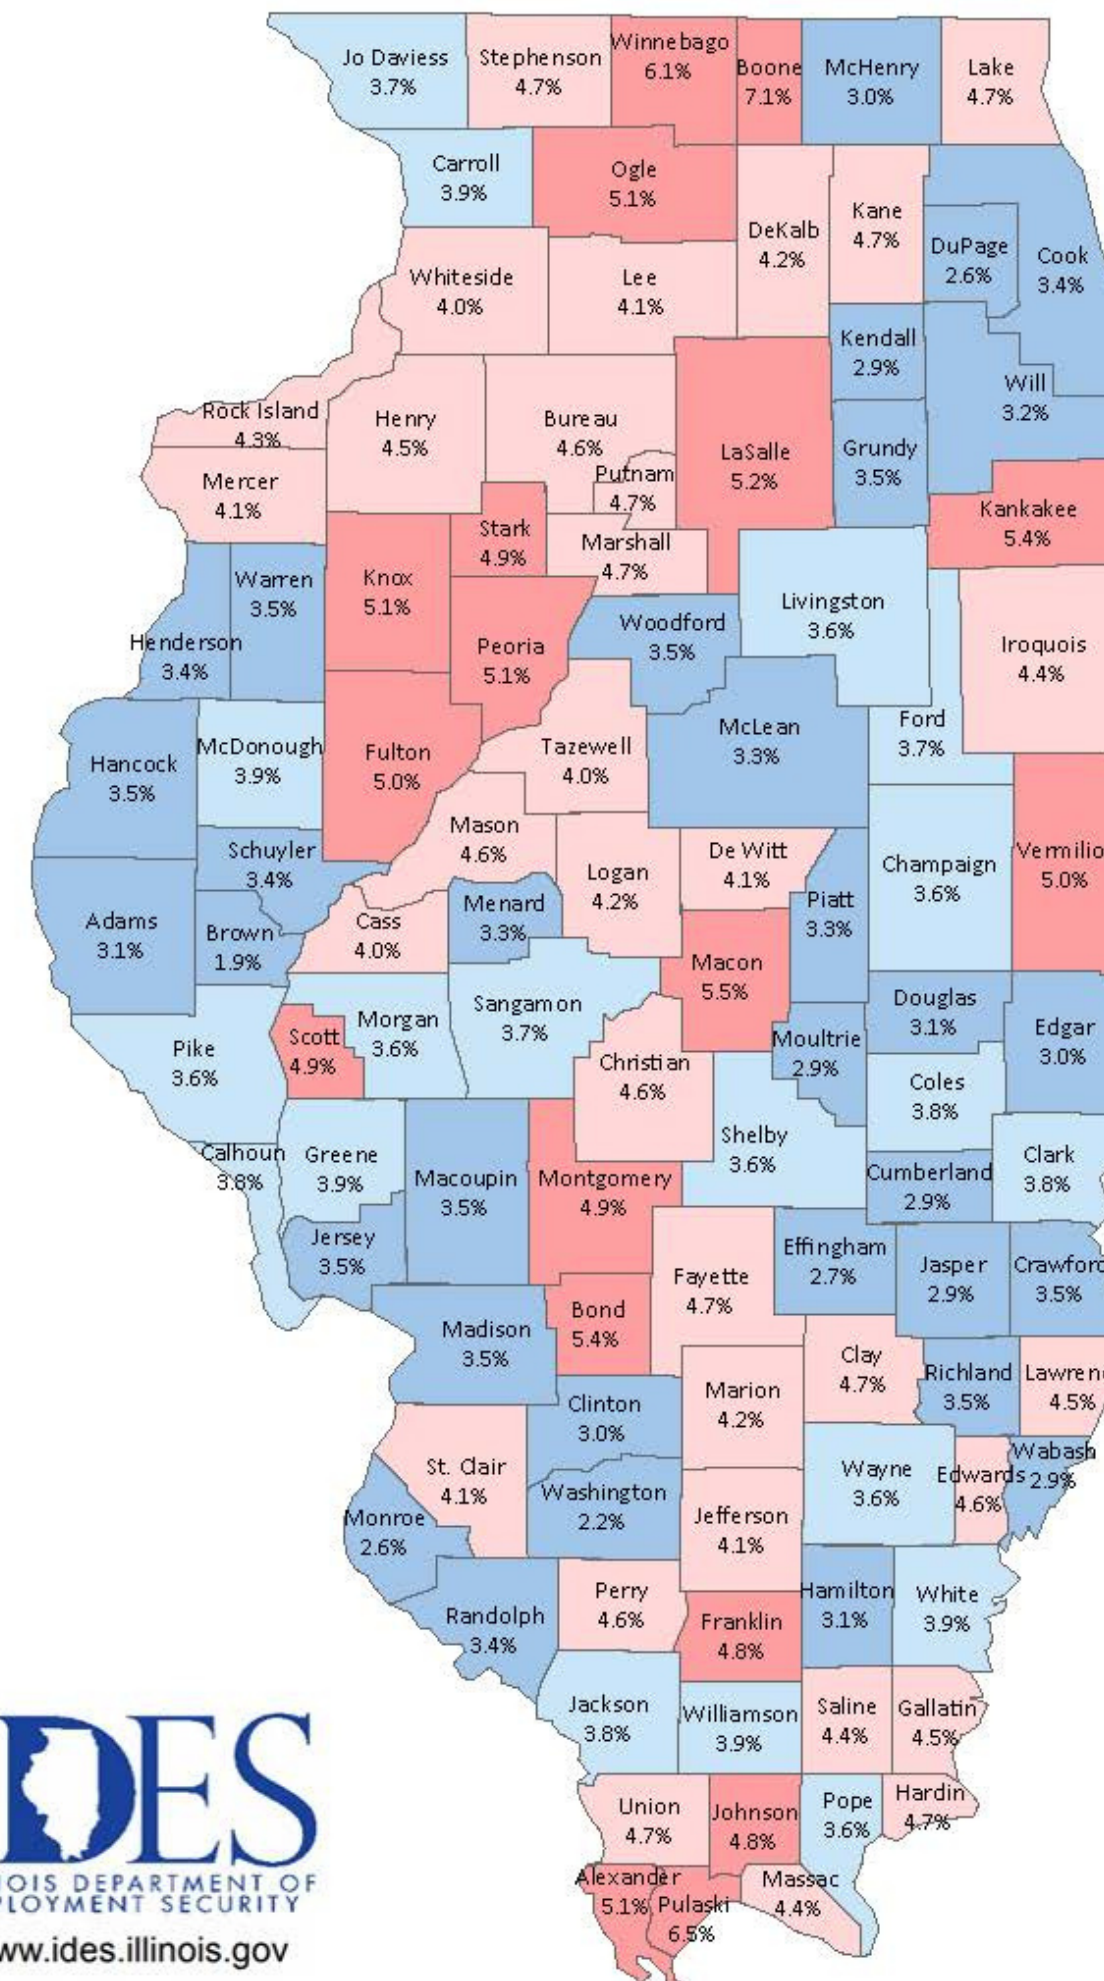 Jo Daviess
3.7%
Stephenson
4.7%
Winnebago
6.1%
Boone
7.1%
McHenry
3.0%
Lake
4.7%
Carroll
3.9%
Ogle
5.1%
DeKalb
4.2%
Kane
4.7%
DuPage
2.6%
Cook
3.4%
Whiteside
4.0%
Lee
4.1%
Kendall
2.9%
Will
3.2%
Rock Island
4.3%
Henry
4.5%
Bureau
4.6%
Putnam
4.7%
LaSalle
5.2%
Grundy
3.5%
Mercer
4.1%
Kankakee
5.4%
Stark
4.9%
Marshall
4.7%
Warren
3.5%
Knox
5.1%
Livingston
3.6%
Henderson
3.4%
Peoria
5.1%
Woodford
3.5%
Iroquois
4.4%
Hancock
3.5%
McDonough
3.9%
Fulton
5.0%
Tazewell
4.0%
McLean
3.3%
Ford
3.7%
Mason
4.6%
Schuyler
3.4%
Logan
4.2%
De Witt
4.1%
Champaign
3.6%
Vermilio
5.0%
Adams
3.1%
Brown
1.9%
Cass
4.0%
Menard
3.3%
Piatt
3.3%
Macon
5.5%
Pike
3.6%
Scott
4.9%
Morgan
3.6%
Sangamon
3.7%
Christian
4.6%
Moultrie
2.9%
Douglas
3.1%
Edgar
3.0%
Coles
3.8%
Calhoun
3.8%
Greene
3.9%
Macoupin
3.5%
Montgomery
4.9%
Shelby
3.6%
Cumberland
2.9%
Clark
3.8%
Jersey
3.5%
Fayette
4.7%
Effingham
2.7%
Jasper
2.9%
Crawford
3.5%
Madison
3.5%
Bond
5.4%
Clay
4.7%
Richland
3.5%
Lawren
4.5%
Clinton
3.0%
Marion
4.2%
St. Clair
4.1%
Washington
2.2%
Wayne
3.6%
Edwards
4.6%
Wabash
2.9%
Monroe
2.6%
Jefferson
4.1%
Randolph
3.4%
Perry
4.6%
Franklin
4.8%
Hamilton
3.1%
White
3.9%
Jackson
3.8%
Williamson
3.9%
Saline
4.4%
Gallatin
4.5%
Union
4.7%
Johnson
4.8%
Pope
3.6%
Hardin
4.7%
Alexander
5.1%
Pulaski
6.5%
Massac
4.4%
DES
OIS DEPARTMENT OF
PLOYMENT SECURITY
ww.ides.illinois.gov